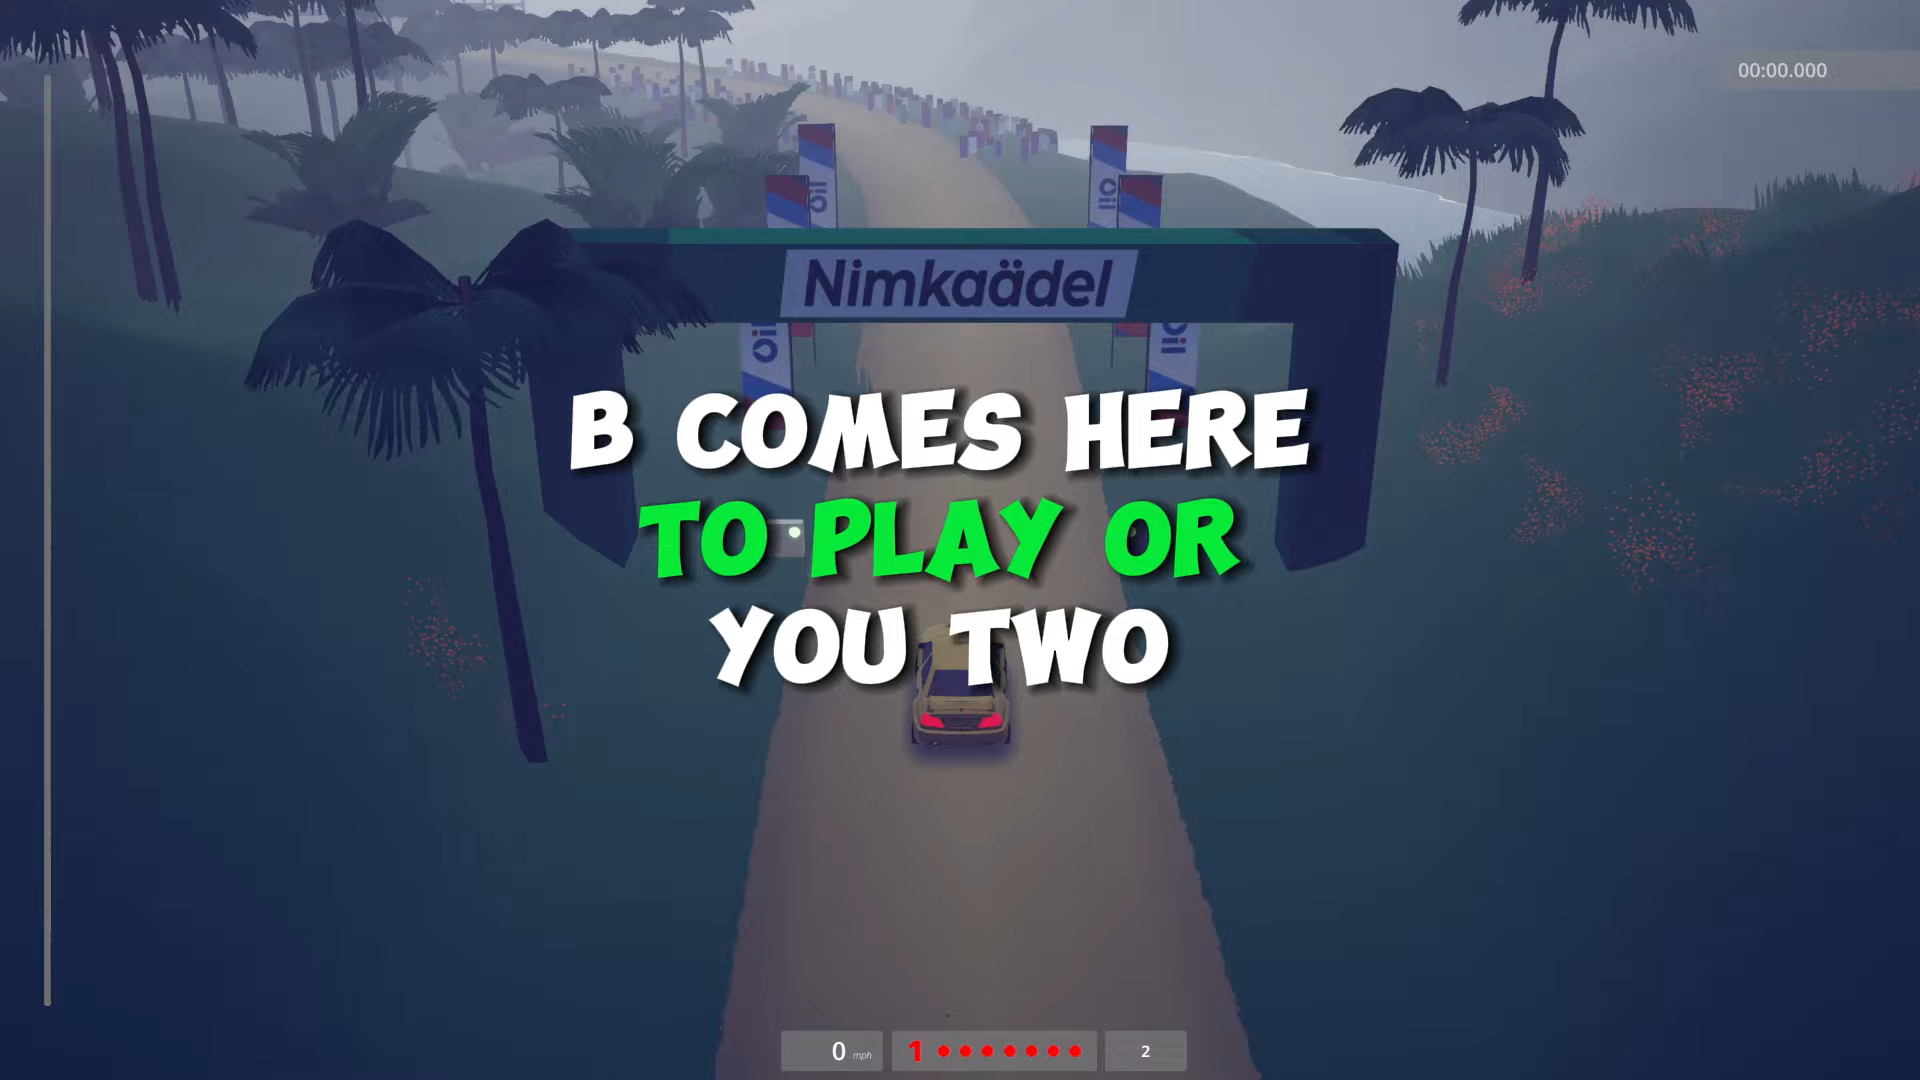 00:00.000
Oil
Oil
Nimkaädel
Oil
Oil
B COMES HERE
TO PLAY OR
YOU TWO
0 mph
1
2